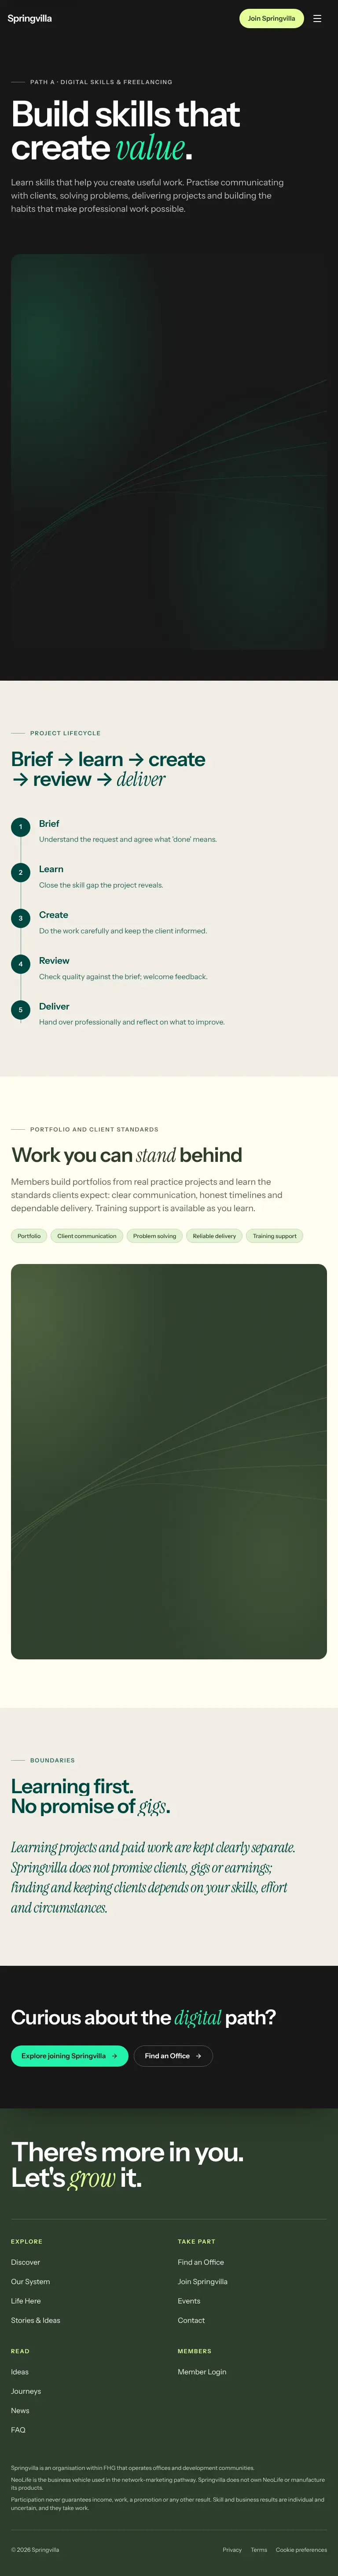 Springvilla
Join Springvilla
PATH A · DIGITAL SKILLS & FREELANCING
Build skills that
create value.
Learn skills that help you create useful work. Practise communicating
with clients, solving problems, delivering projects and building the
habits that make professional work possible.
PROJECT LIFECYCLE
Brief → learn → create
→ review → deliver
1
Brief
Understand the request and agree what 'done' means.
2
Learn
Close the skill gap the project reveals.
3
Create
Do the work carefully and keep the client informed.
4
Review
Check quality against the brief; welcome feedback.
5
Deliver
Hand over professionally and reflect on what to improve.
PORTFOLIO AND CLIENT STANDARDS
Work you can stand behind
Members build portfolios from real practice projects and learn the
standards clients expect: clear communication, honest timelines and
dependable delivery. Training support is available as you learn.
Portfolio
Client communication
Problem solving
Reliable delivery
Training support
BOUNDARIES
Learning first.
No promise of gigs.
Learning projects and paid work are kept clearly separate.
Springvilla does not promise clients, gigs or earnings;
finding and keeping clients depends on your skills, effort
and circumstances.
Curious about the digital path?
Explore joining Springvilla →
Find an Office →
There's more in you.
Let's grow it.
EXPLORE
Discover
Our System
Life Here
Stories & Ideas
TAKE PART
Find an Office
Join Springvilla
Events
Contact
READ
Ideas
Journeys
News
FAQ
MEMBERS
Member Login
Springvilla is an organisation within FHG that operates offices and development communities.
NeoLife is the business vehicle used in the network-marketing pathway. Springvilla does not own NeoLife or manufacture
its products.
Participation never guarantees income, work, a promotion or any other result. Skill and business results are individual and
uncertain, and they take work.
© 2026 Springvilla
Privacy
Terms
Cookie preferences